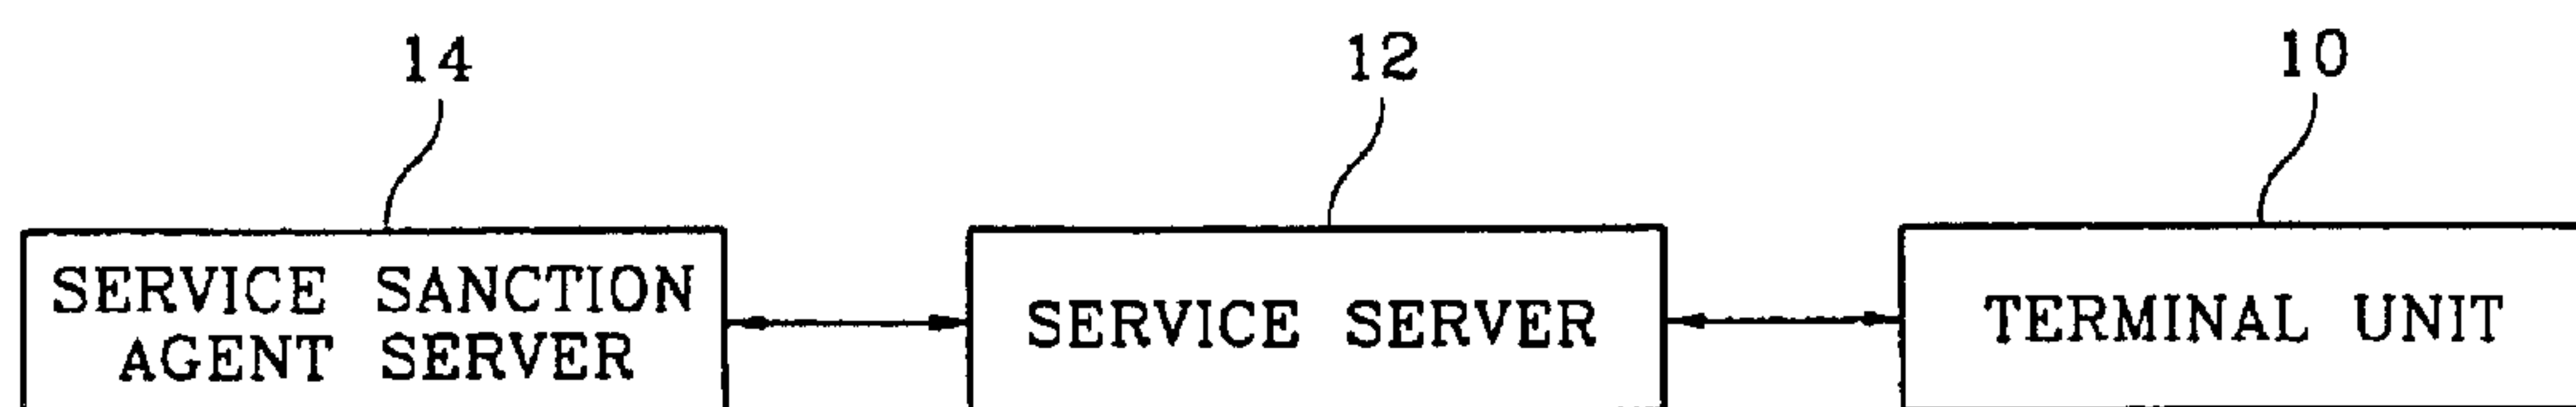 14
12
10
SERVICE SANCTION
AGENT SERVER
SERVICE SERVER
TERMINAL UNIT